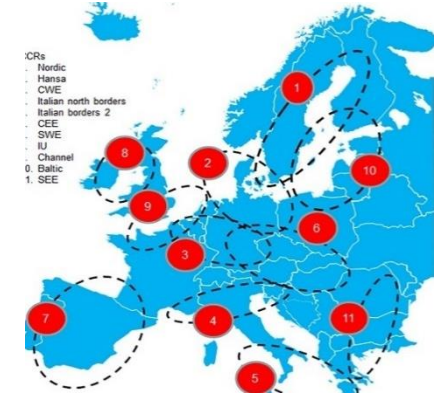 CCRs
. Nordic
. Hansa
. CWE
. Italian north borders
. Italian borders 2
. CEE
. SWE
. IU
. Channel
0. Baltic
1. SEE
1
8
2
10
9
6
3
7
4
11
5